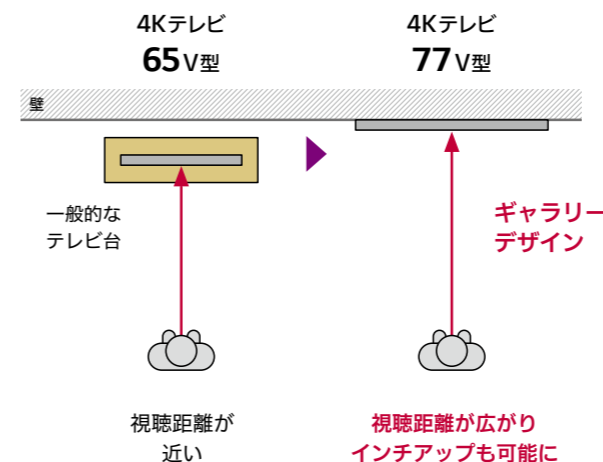 4Kテレビ
65V型
4Kテレビ
77V型
壁
一般的な
テレビ台
ギャラリー
デザイン
視聴距離が
近い
視聴距離が広がり
インチアップも可能に